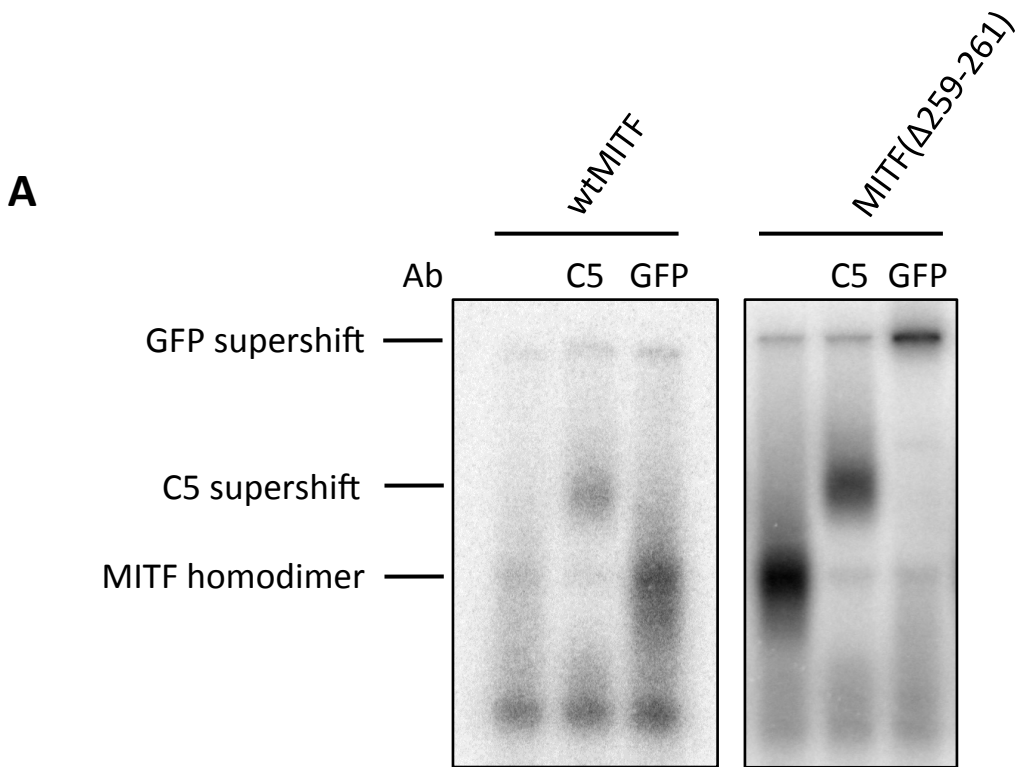 A
wtMITF
MITF(Δ259-261)
Ab C5 GFP C5 GFP
GFP supershift
C5 supershift
MITF homodimer